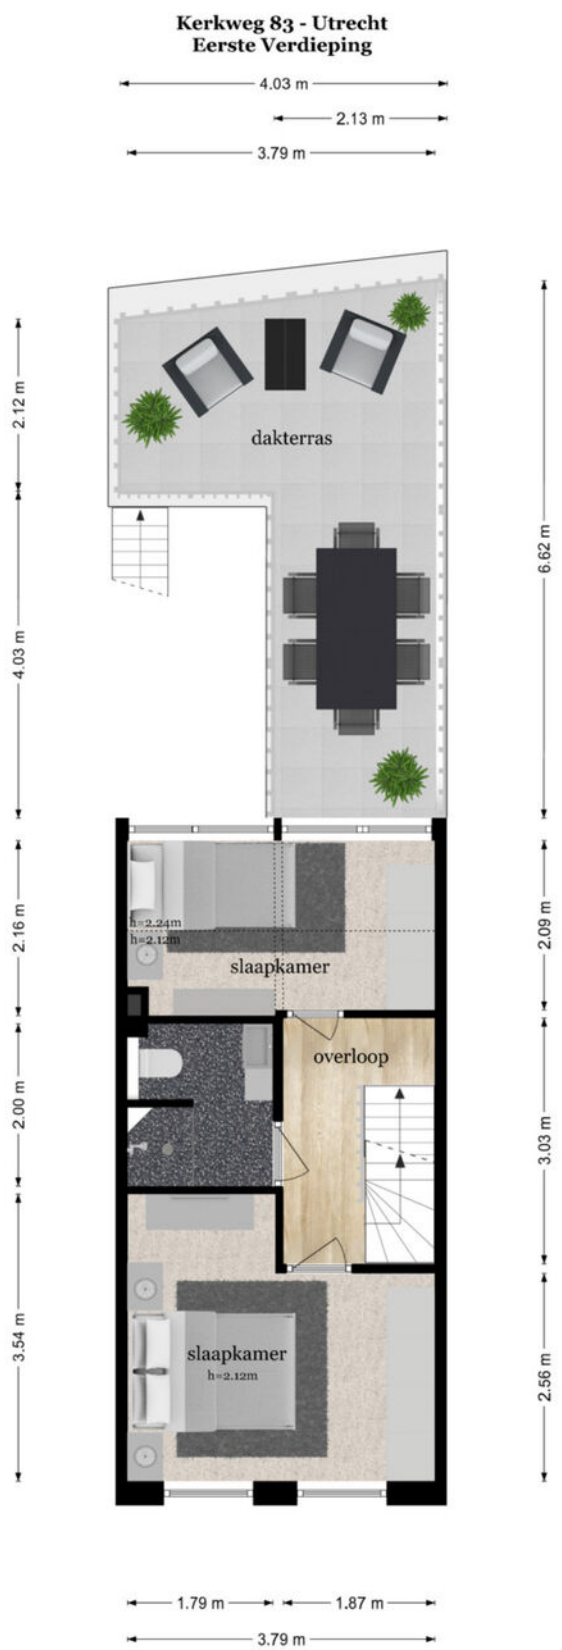 Kerkweg 83 - Utrecht
Eerste Verdieping
4.03 m
2.13 m
3.79 m
2.12 m
dakterras
6.62 m
4.03 m
2.16 m
h=2.24m
h=2.12m
slaapkamer
2.09 m
overloop
2.00 m
3.03 m
3.54 m
slaapkamer
h=2.12m
2.56 m
1.79 m
1.87 m
3.79 m